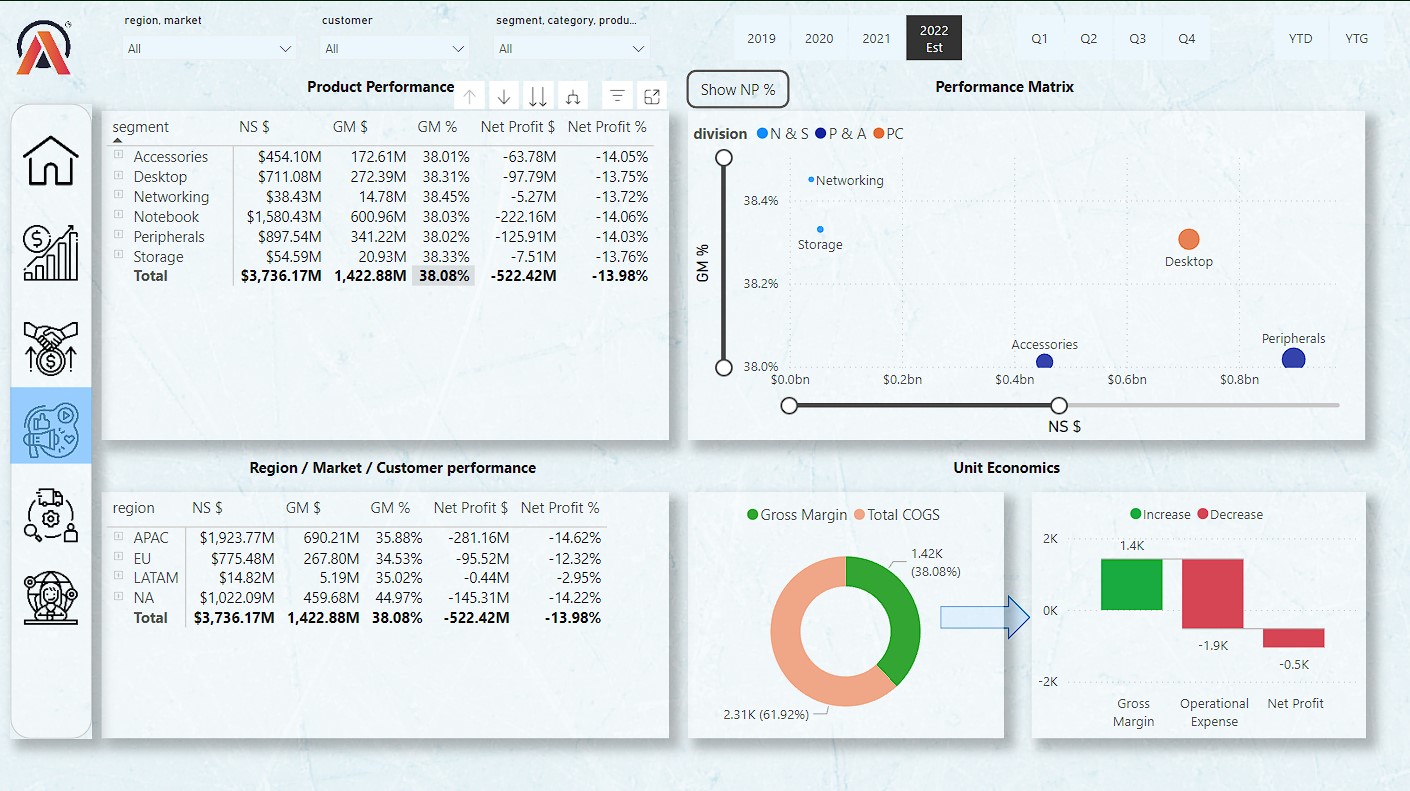 region, market customer segment, category, produ...
All All All
2019 2020 2021 2022 Est Q1 Q2 Q3 Q4 YTD YTG
Product Performance
segment NS $ GM $ GM % Net Profit $ Net Profit %
Accessories $454.10M 172.61M 38.01% -63.78M -14.05%
Desktop $711.08M 272.39M 38.31% -97.79M -13.75%
Networking $38.43M 14.78M 38.45% -5.27M -13.72%
Notebook $1,580.43M 600.96M 38.03% -222.16M -14.06%
Peripherals $897.54M 341.22M 38.02% -125.91M -14.03%
Storage $54.59M 20.93M 38.33% -7.51M -13.76%
Total $3,736.17M 1,422.88M 38.08% -522.42M -13.98%
Show NP %
Performance Matrix
division N & S P & A PC
GM %
38.4%
38.2%
38.0%
Networking
Storage
Desktop
Accessories
Peripherals
$0.0bn $0.2bn $0.4bn $0.6bn $0.8bn
NS $
Region / Market / Customer performance
region NS $ GM $ GM % Net Profit $ Net Profit %
APAC $1,923.77M 690.21M 35.88% -281.16M -14.62%
EU $775.48M 267.80M 34.53% -95.52M -12.32%
LATAM $14.82M 5.19M 35.02% -0.44M -2.95%
NA $1,022.09M 459.68M 44.97% -145.31M -14.22%
Total $3,736.17M 1,422.88M 38.08% -522.42M -13.98%
Unit Economics
Gross Margin Total COGS
1.42K
(38.08%)
2.31K (61.92%)
Increase Decrease
2K
0K
-2K
1.4K
-1.9K
-0.5K
Gross Margin
Operational Expense
Net Profit